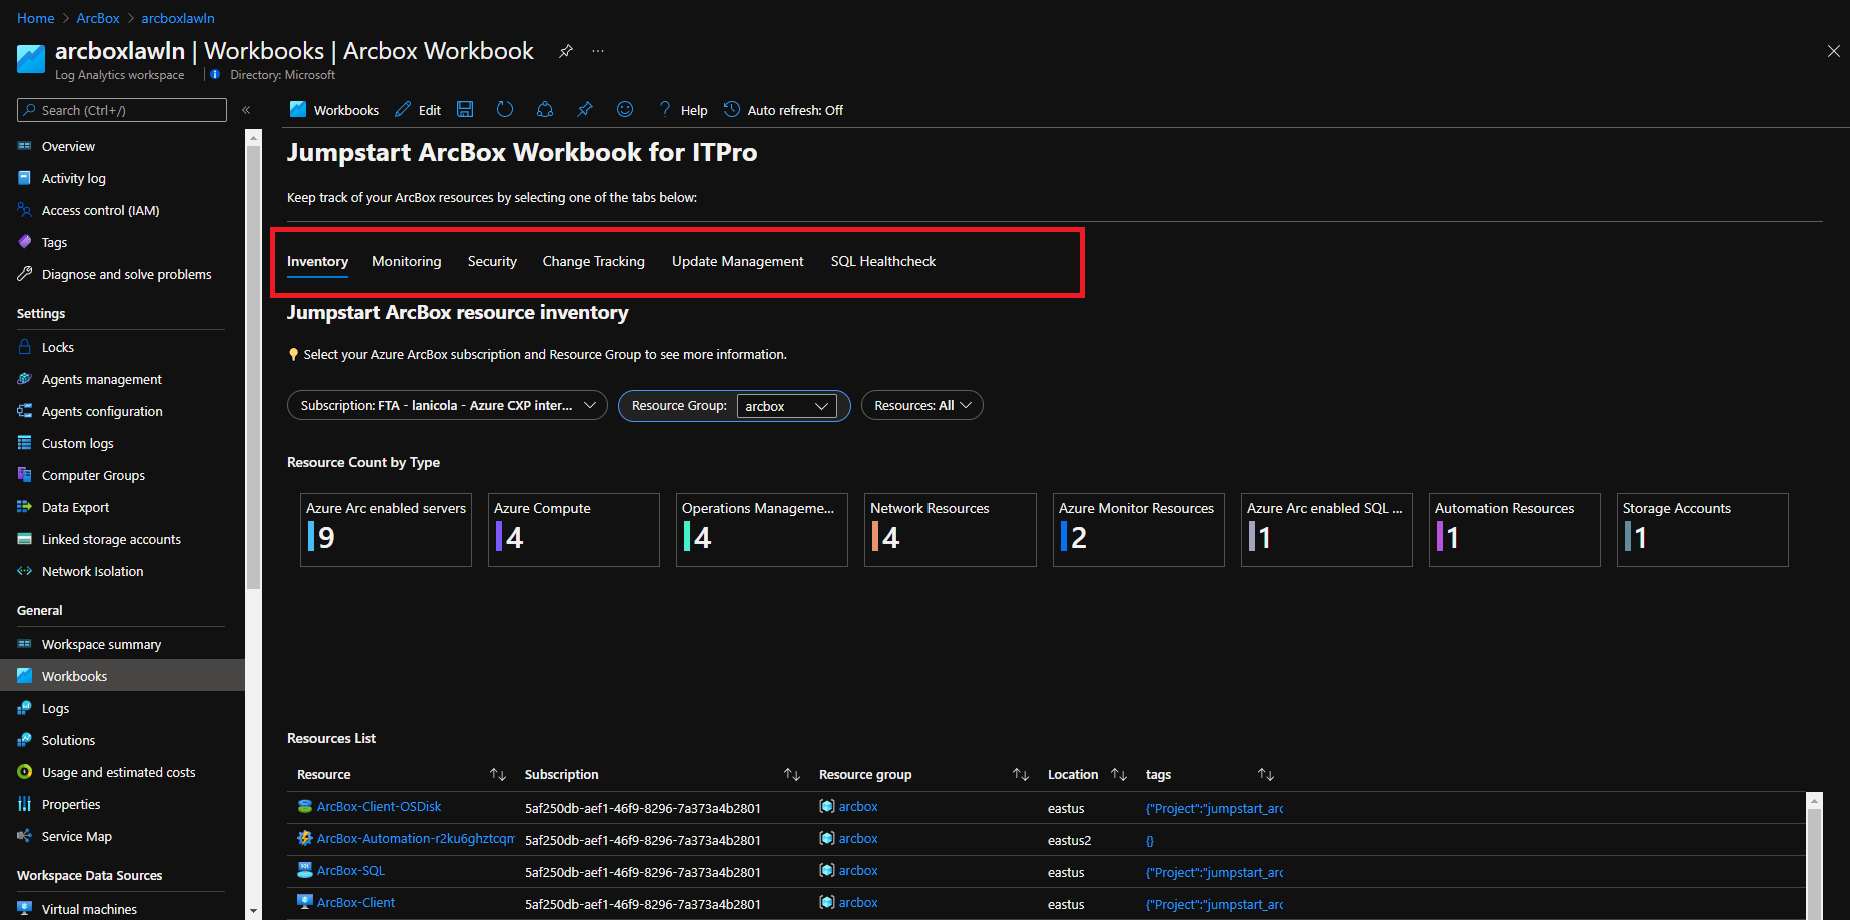 Home > ArcBox > arcboxlawln
arcboxlawln | Workbooks | Arcbox Workbook
Log Analytics workspace | Directory: Microsoft
Search (Ctrl+/)
Overview
Activity log
Access control (IAM)
Tags
Diagnose and solve problems
Settings
Locks
Agents management
Agents configuration
Custom logs
Computer Groups
Data Export
Linked storage accounts
Network Isolation
General
Workspace summary
Workbooks
Logs
Solutions
Usage and estimated costs
Properties
Service Map
Workspace Data Sources
Virtual machines
Workbooks Edit Help Auto refresh: Off
Jumpstart ArcBox Workbook for ITPro
Keep track of your ArcBox resources by selecting one of the tabs below:
Inventory Monitoring Security Change Tracking Update Management SQL Healthcheck
Jumpstart ArcBox resource inventory
Select your Azure ArcBox subscription and Resource Group to see more information.
Subscription: FTA - lanicola - Azure CXP inter... Resource Group: arcbox Resources: All
Resource Count by Type
Azure Arc enabled servers
9
Azure Compute
4
Operations Manageme...
4
Network Resources
4
Azure Monitor Resources
2
Azure Arc enabled SQL ...
1
Automation Resources
1
Storage Accounts
1
Resources List
Resource Subscription Resource group Location tags
ArcBox-Client-OSDisk 5af250db-aef1-46f9-8296-7a373a4b2801 arcbox eastus {"Project":"jumpstart_arc
ArcBox-Automation-r2ku6ghztcqm 5af250db-aef1-46f9-8296-7a373a4b2801 arcbox eastus2 {}
ArcBox-SQL 5af250db-aef1-46f9-8296-7a373a4b2801 arcbox eastus {"Project":"jumpstart_arc
ArcBox-Client 5af250db-aef1-46f9-8296-7a373a4b2801 arcbox eastus {"Project":"jumpstart_arc